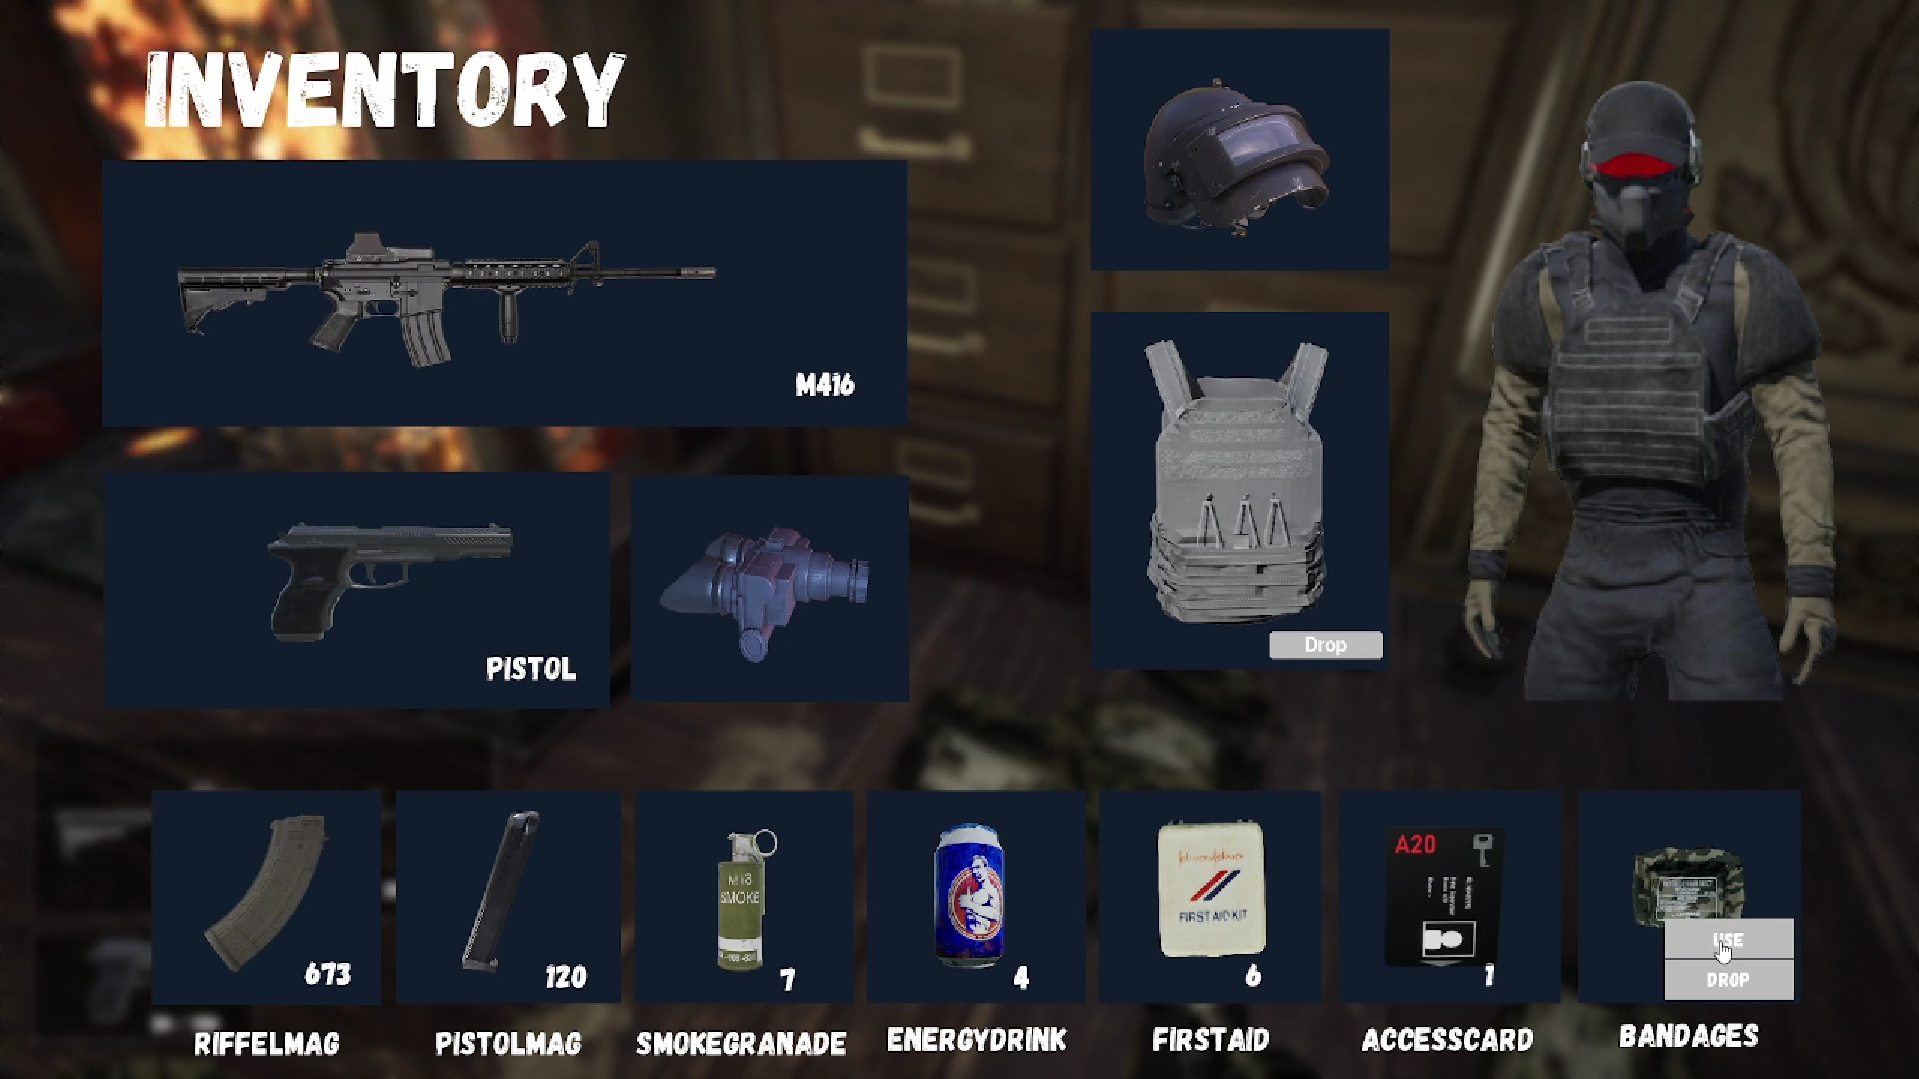 INVENTORY
M416
PISTOL
Drop
M18
SMOKE
FIRST AID KIT
A20
673
120
7
4
6
1
USE
DROP
RIFFELMAG
PISTOLMAG
SMOKEGRANADE
ENERGYDRINK
FIRSTAID
ACCESSCARD
BANDAGES